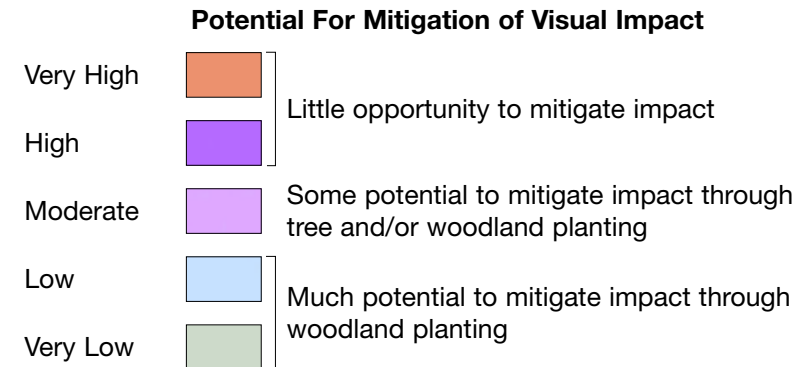 Potential For Mitigation of Visual Impact
Very High
Little opportunity to mitigate impact
High
Moderate
Some potential to mitigate impact through
tree and/or woodland planting
Low
Much potential to mitigate impact through
woodland planting
Very Low